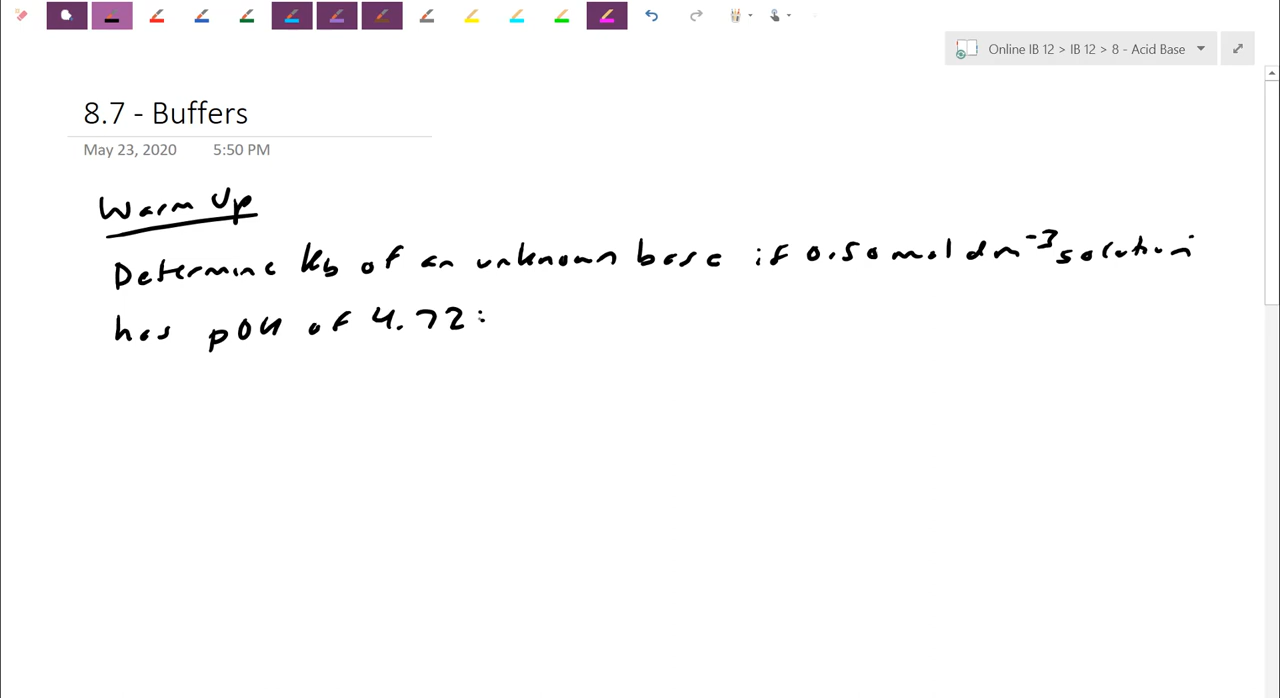 Online IB 12 > IB 12 > 8 - Acid Base
8.7 - Buffers
May 23, 2020 5:50 PM
Warm Up
Determine Kb of an unknown base if 0.50 mol dm⁻³ solution
has pOH of 4.72: